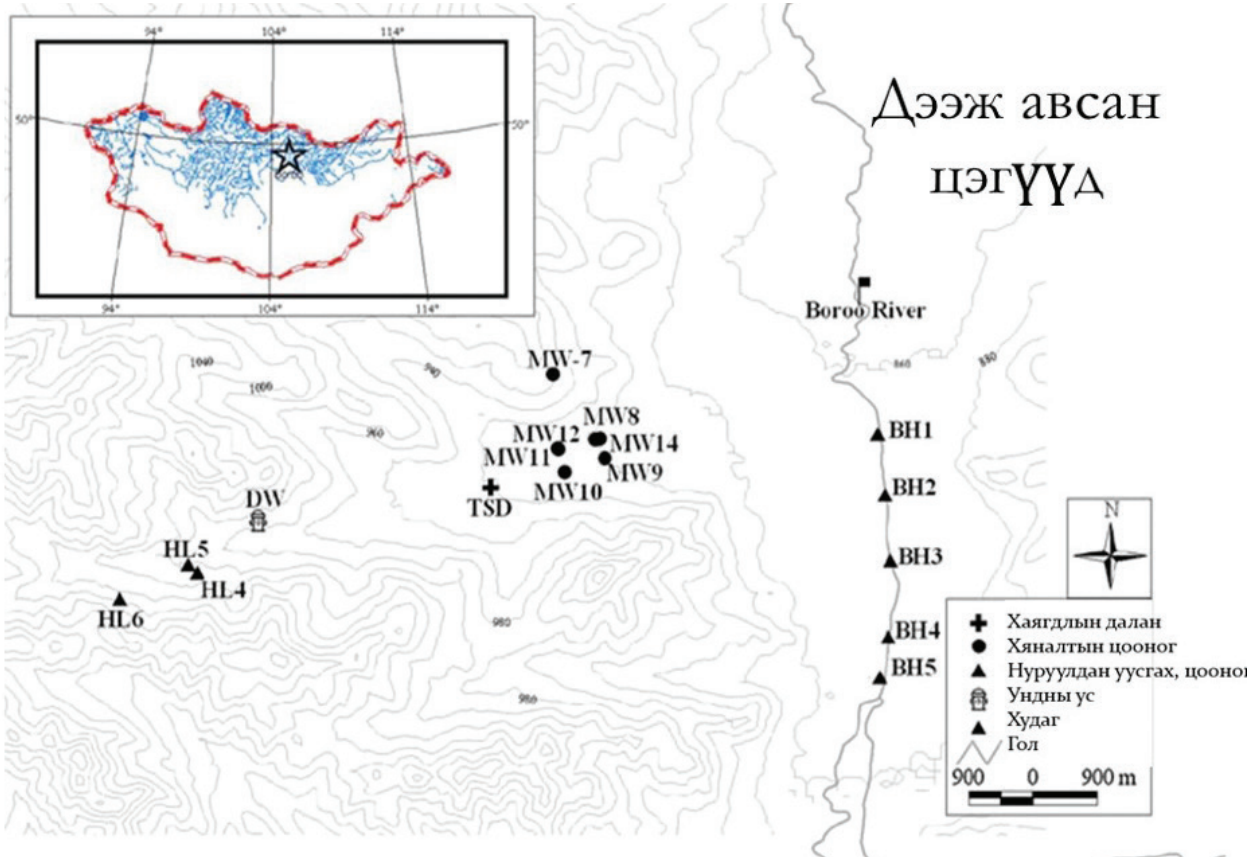 94°
104°
114°
50°
50°
94°
104°
114°
Дээж авсан
цэгүүд
Boroo River
1040
1000
940
860
880
960
MW-7
MW8
MW12
MW14
MW11
MW9
MW10
TSD
DW
HL5
HL4
HL6
BH1
BH2
BH3
BH4
BH5
980
980
N
Хаягдлын далан
Хяналтын цооног
Нуруулдан уусгах, цооног
Ундны ус
Худаг
Гол
900 0 900 m